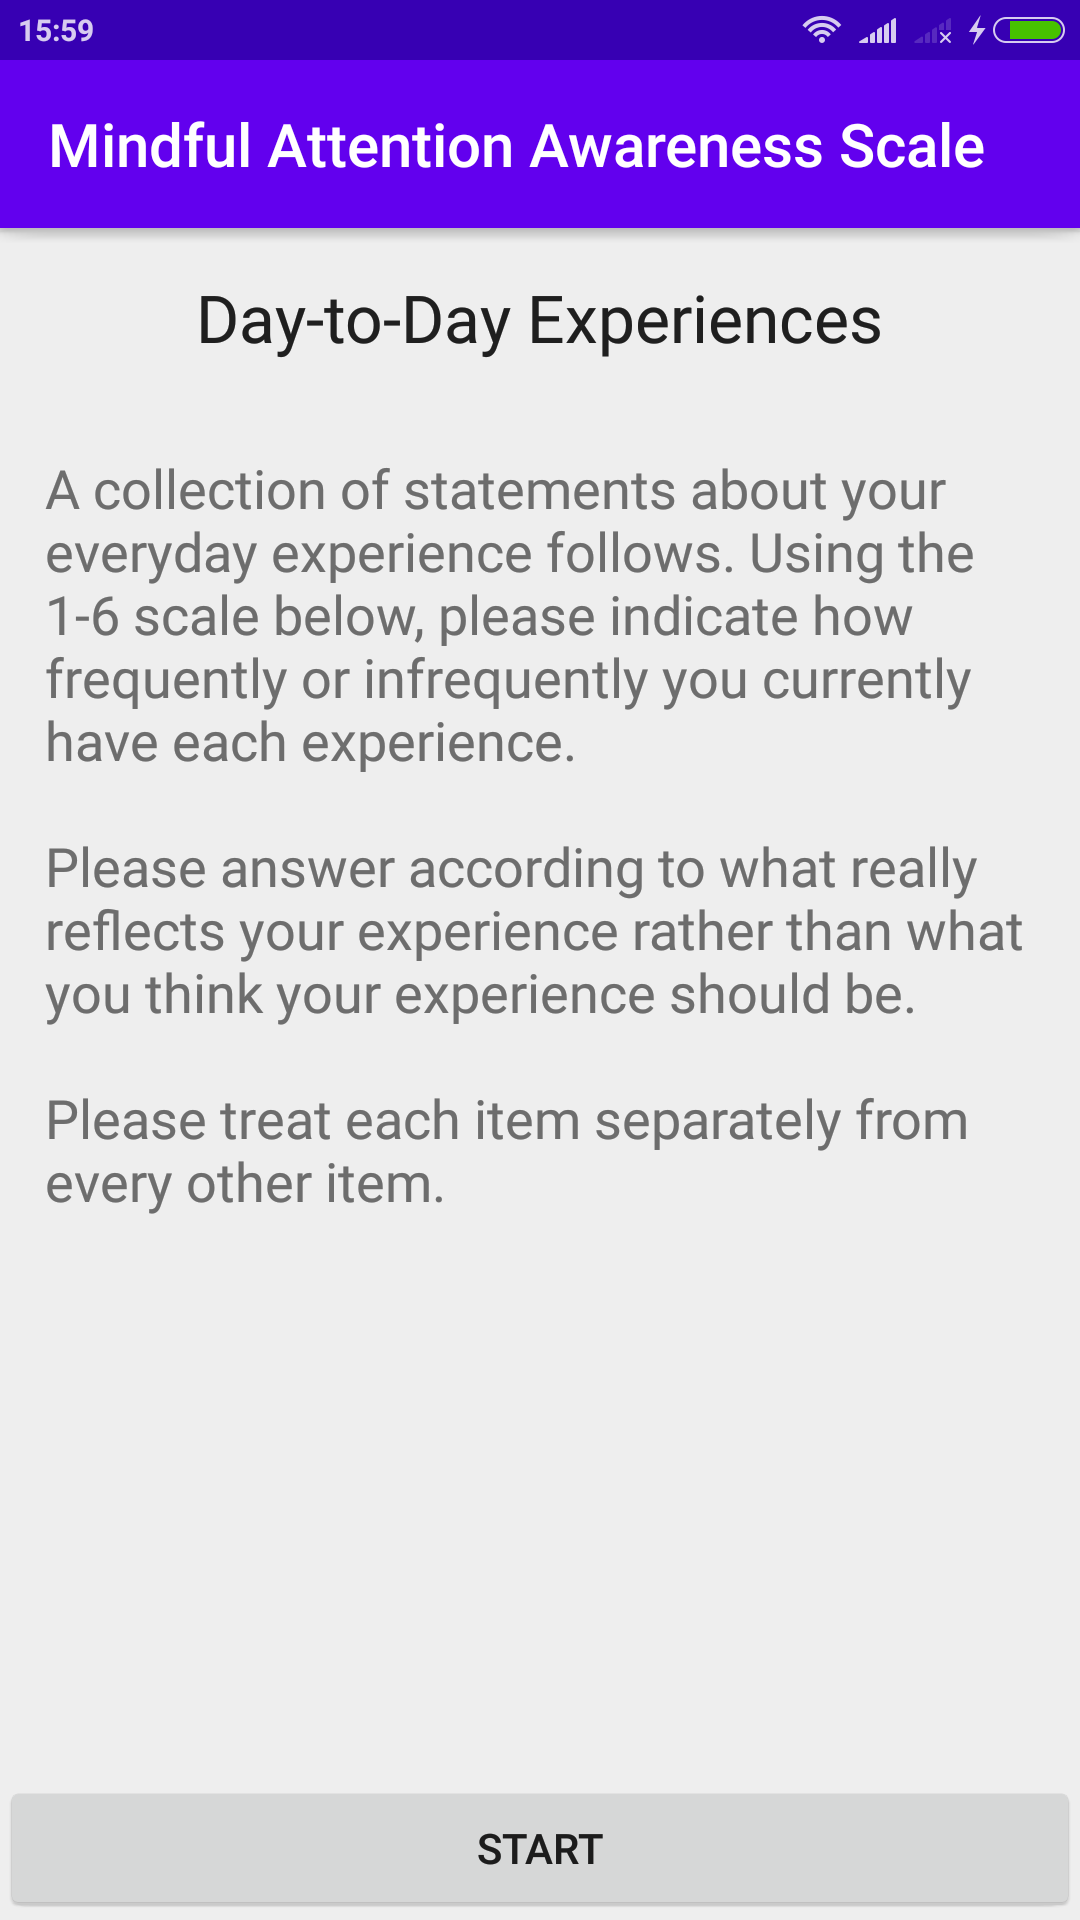 15:59
Mindful Attention Awareness Scale
Day-to-Day Experiences
A collection of statements about your
everyday experience follows. Using the
1-6 scale below, please indicate how
frequently or infrequently you currently
have each experience.
Please answer according to what really
reflects your experience rather than what
you think your experience should be.
Please treat each item separately from
every other item.
START